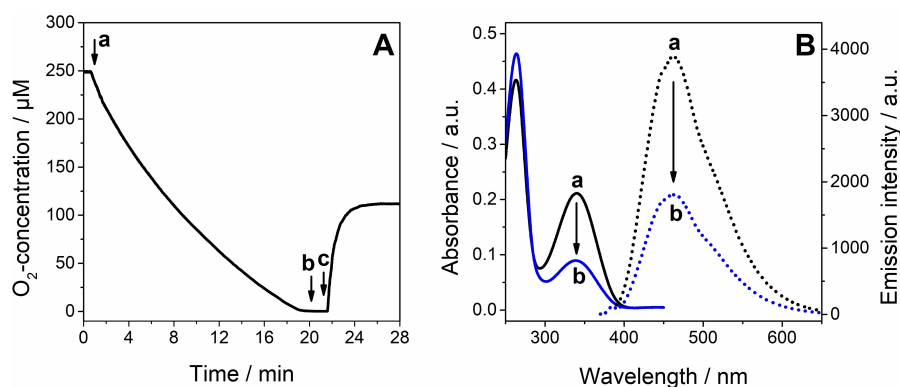 A
a
b
c
300
250
200
150
100
50
0
O₂-concentration / µM
0
4
8
12
16
20
24
28
Time / min
B
a
b
a
b
0.5
0.4
0.3
0.2
0.1
0.0
Absorbance / a.u.
4000
3000
2000
1000
0
Emission intensity / a.u.
300
400
500
600
Wavelength / nm